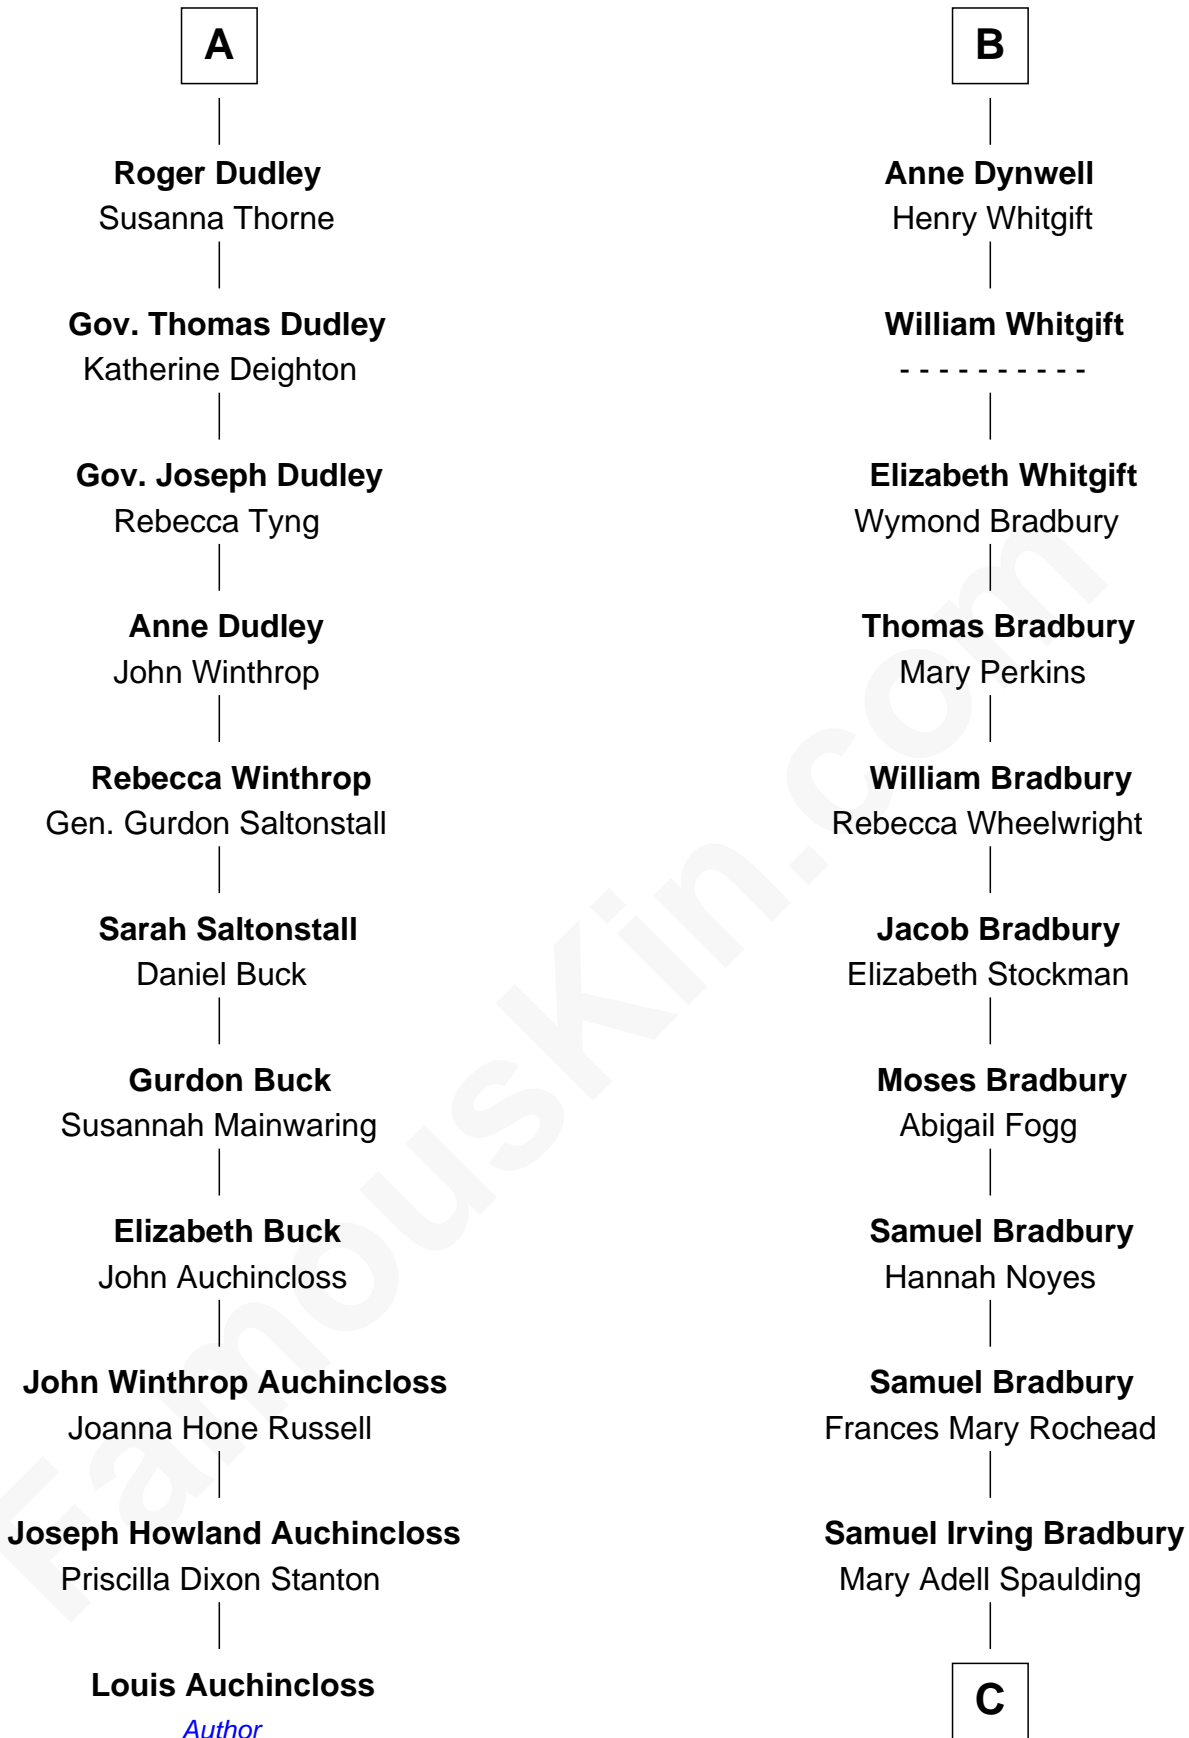 A
Roger Dudley
Susanna Thorne
Gov. Thomas Dudley
Katherine Deighton
Gov. Joseph Dudley
Rebecca Tyng
Anne Dudley
John Winthrop
Rebecca Winthrop
Gen. Gurdon Saltonstall
Sarah Saltonstall
Daniel Buck
Gurdon Buck
Susannah Mainwaring
Elizabeth Buck
John Auchincloss
John Winthrop Auchincloss
Joanna Hone Russell
Joseph Howland Auchincloss
Priscilla Dixon Stanton
Louis Auchincloss
Author
B
Anne Dynwell
Henry Whitgift
William Whitgift
- - - - - - - - - -
Elizabeth Whitgift
Wymond Bradbury
Thomas Bradbury
Mary Perkins
William Bradbury
Rebecca Wheelwright
Jacob Bradbury
Elizabeth Stockman
Moses Bradbury
Abigail Fogg
Samuel Bradbury
Hannah Noyes
Samuel Bradbury
Frances Mary Rochead
Samuel Irving Bradbury
Mary Adell Spaulding
C
FamousKin.com